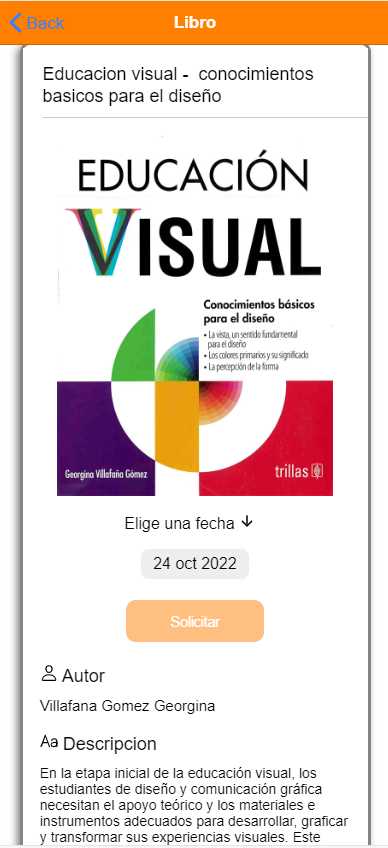 Back
Libro
Educacion visual - conocimientos
basicos para el diseño
EDUCACIÓN
VISUAL
Conocimientos básicos
para el diseño
• La vista, un sentido fundamental
para el diseño
• Los colores primarios y su significado
• La percepción de la forma
Georgina Villafaña Gómez
trillas
Elige una fecha
24 oct 2022
Solicitar
Autor
Villafana Gomez Georgina
Aa Descripcion
En la etapa inicial de la educación visual, los
estudiantes de diseño y comunicación gráfica
necesitan el apoyo teórico y los materiales e
instrumentos adecuados para desarrollar, graficar
y transformar sus experiencias visuales. Este